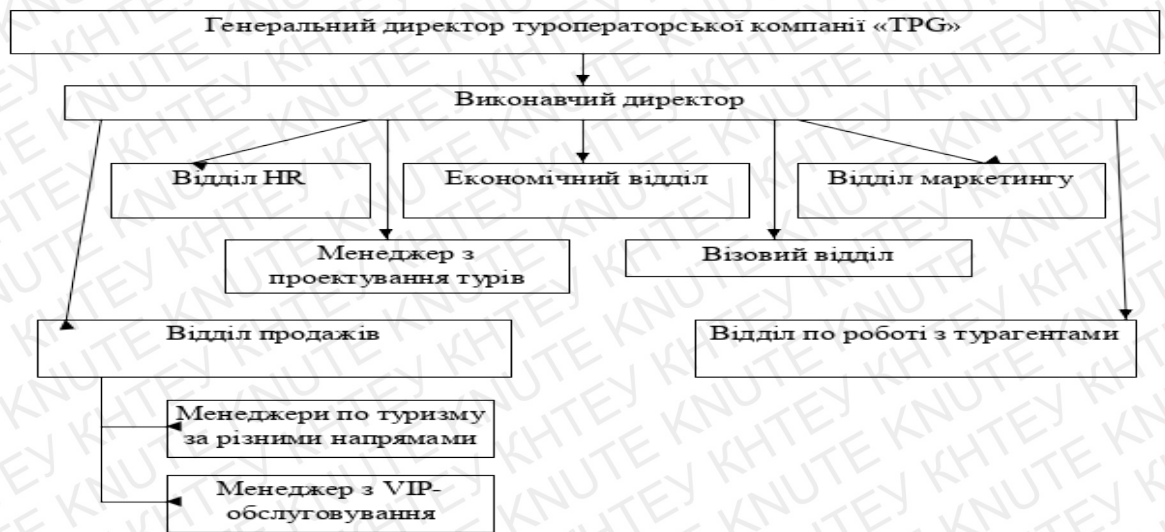 Генеральний директор туроператорської компанії «TPG»
Виконавчий директор
Відділ HR
Економічний відділ
Відділ маркетингу
Менеджер з
проектування турів
Візовий відділ
Відділ продажів
Відділ по роботі з турагентами
Менеджери по туризму
за різними напрямами
Менеджер з VIP-
обслуговування